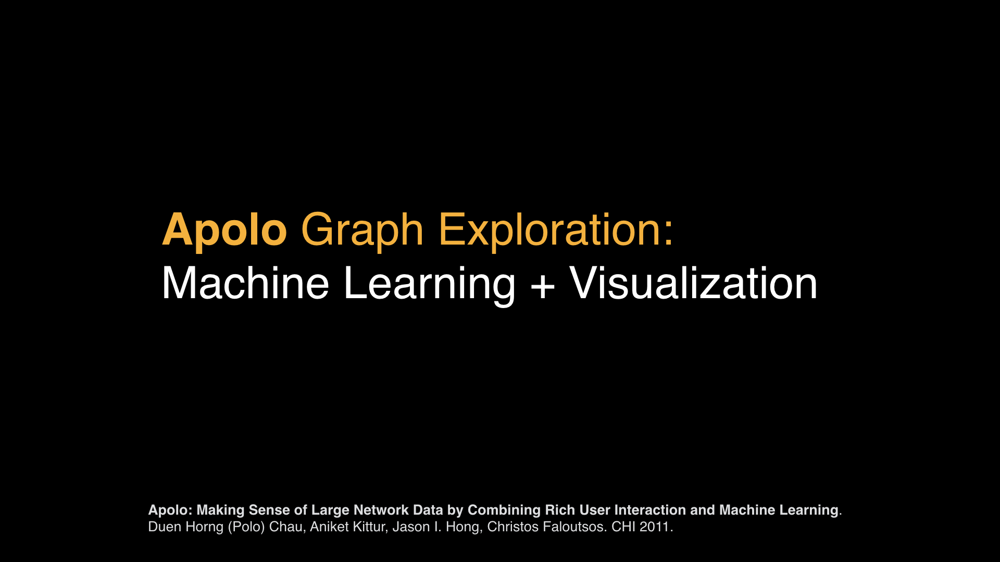 Apolo Graph Exploration:
Machine Learning + Visualization
Apolo: Making Sense of Large Network Data by Combining Rich User Interaction and Machine Learning.
Duen Horng (Polo) Chau, Aniket Kittur, Jason I. Hong, Christos Faloutsos. CHI 2011.